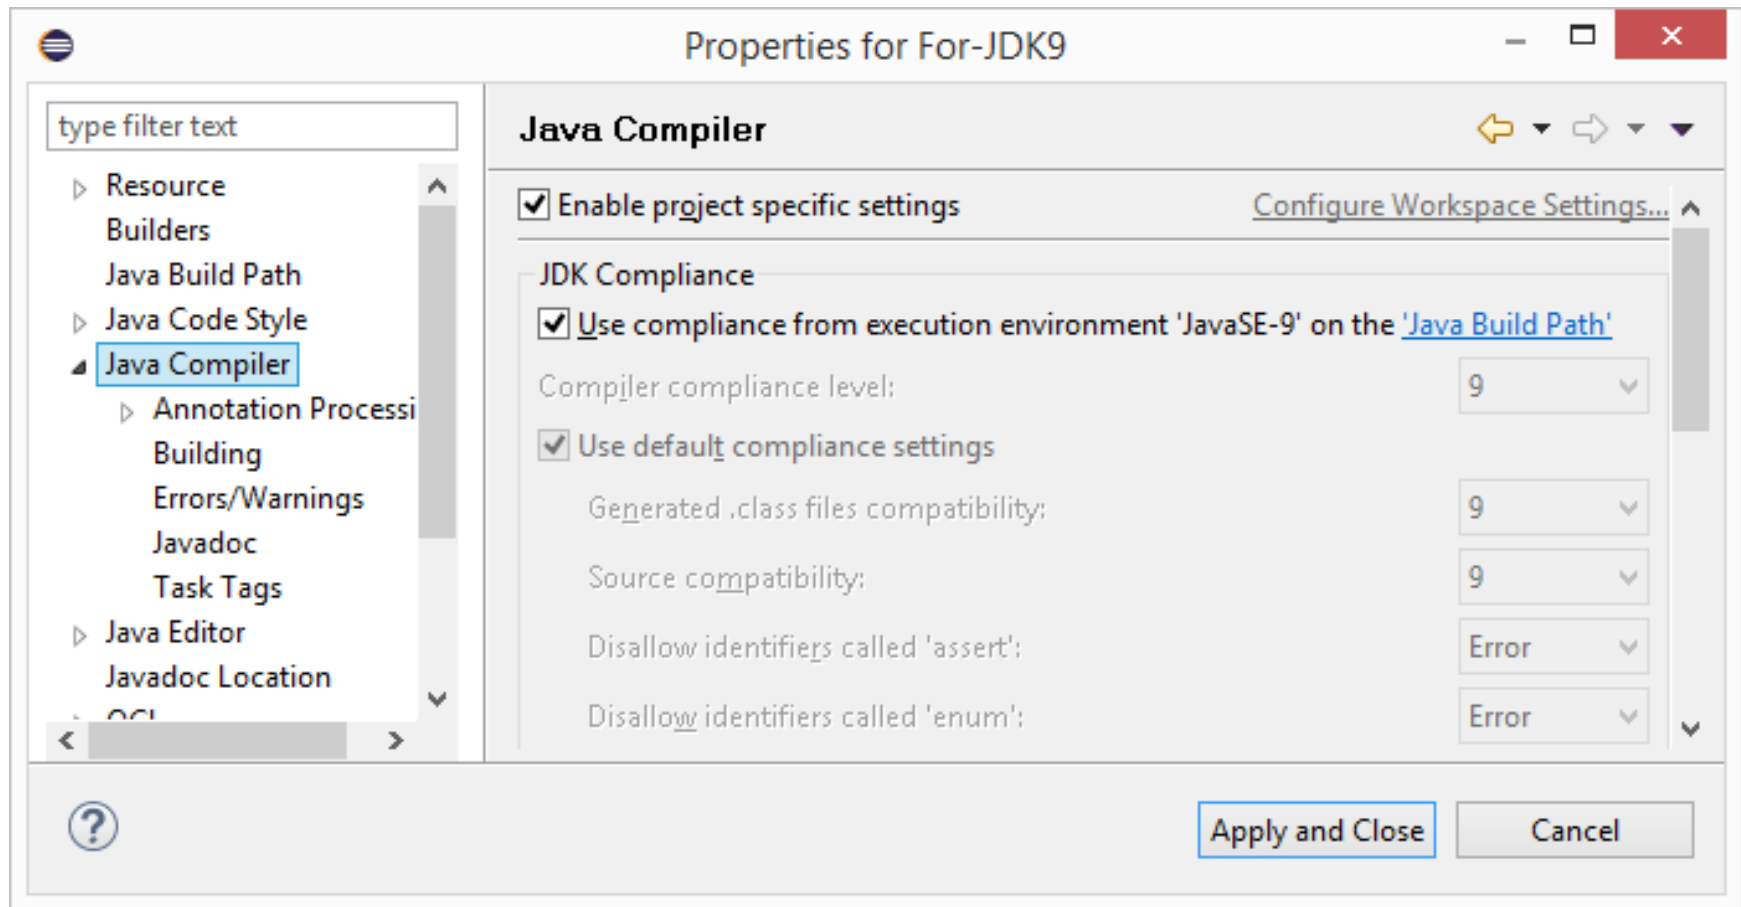 Properties for For-JDK9
type filter text
Resource
Builders
Java Build Path
Java Code Style
Java Compiler
Annotation Processi
Building
Errors/Warnings
Javadoc
Task Tags
Java Editor
Javadoc Location
Java Compiler
Enable project specific settings
Configure Workspace Settings...
JDK Compliance
Use compliance from execution environment 'JavaSE-9' on the 'Java Build Path'
Compiler compliance level: 9
Use default compliance settings
Generated .class files compatibility: 9
Source compatibility: 9
Disallow identifiers called 'assert': Error
Disallow identifiers called 'enum': Error
?
Apply and Close
Cancel